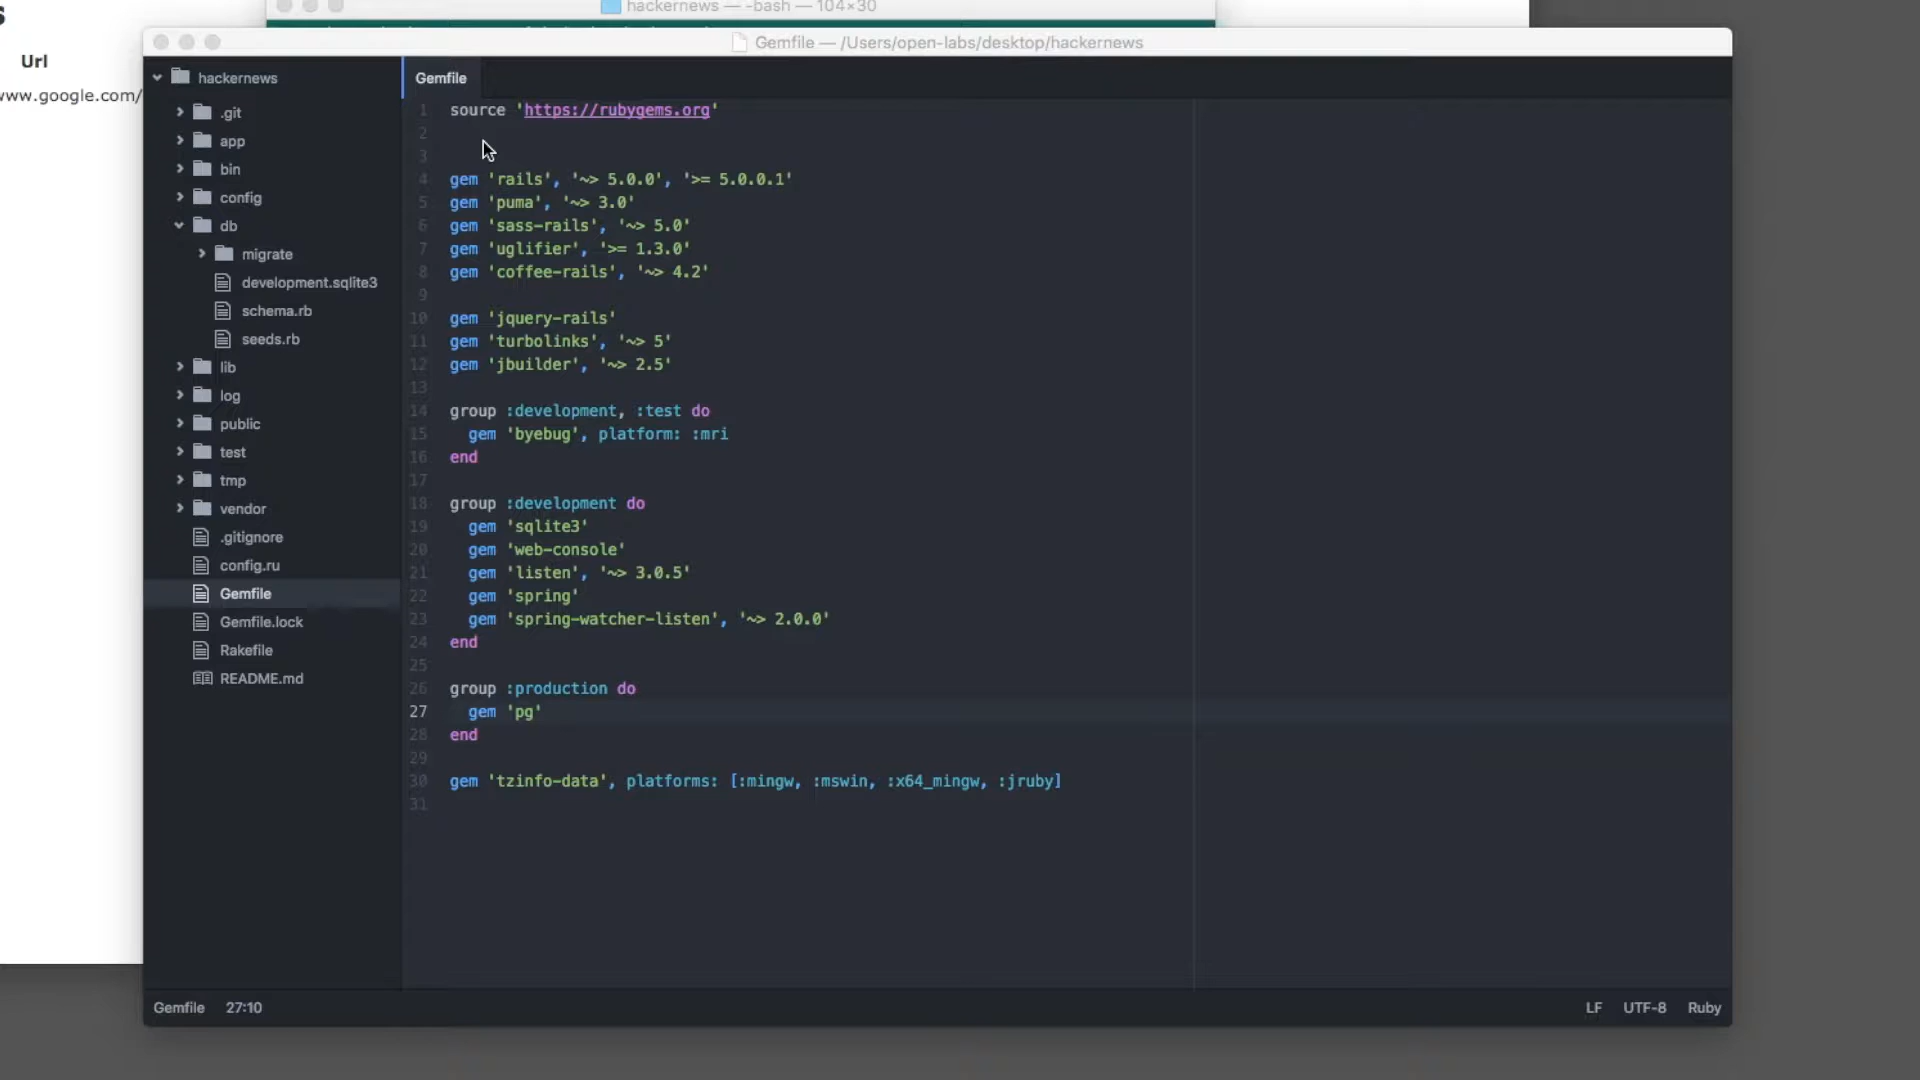 hackernews — -bash — 104×30
Gemfile — /Users/open-labs/desktop/hackernews
s
Url
www.google.com/
hackernews
.git
app
bin
config
db
migrate
development.sqlite3
schema.rb
seeds.rb
lib
log
public
test
tmp
vendor
.gitignore
config.ru
Gemfile
Gemfile.lock
Rakefile
README.md
Gemfile
1 source 'https://rubygems.org'
2
3
4 gem 'rails', '~> 5.0.0', '>= 5.0.0.1'
5 gem 'puma', '~> 3.0'
6 gem 'sass-rails', '~> 5.0'
7 gem 'uglifier', '>= 1.3.0'
8 gem 'coffee-rails', '~> 4.2'
9
10 gem 'jquery-rails'
11 gem 'turbolinks', '~> 5'
12 gem 'jbuilder', '~> 2.5'
13
14 group :development, :test do
15 gem 'byebug', platform: :mri
16 end
17
18 group :development do
19 gem 'sqlite3'
20 gem 'web-console'
21 gem 'listen', '~> 3.0.5'
22 gem 'spring'
23 gem 'spring-watcher-listen', '~> 2.0.0'
24 end
25
26 group :production do
27 gem 'pg'
28 end
29
30 gem 'tzinfo-data', platforms: [:mingw, :mswin, :x64_mingw, :jruby]
31
Gemfile 27:10 LF UTF-8 Ruby